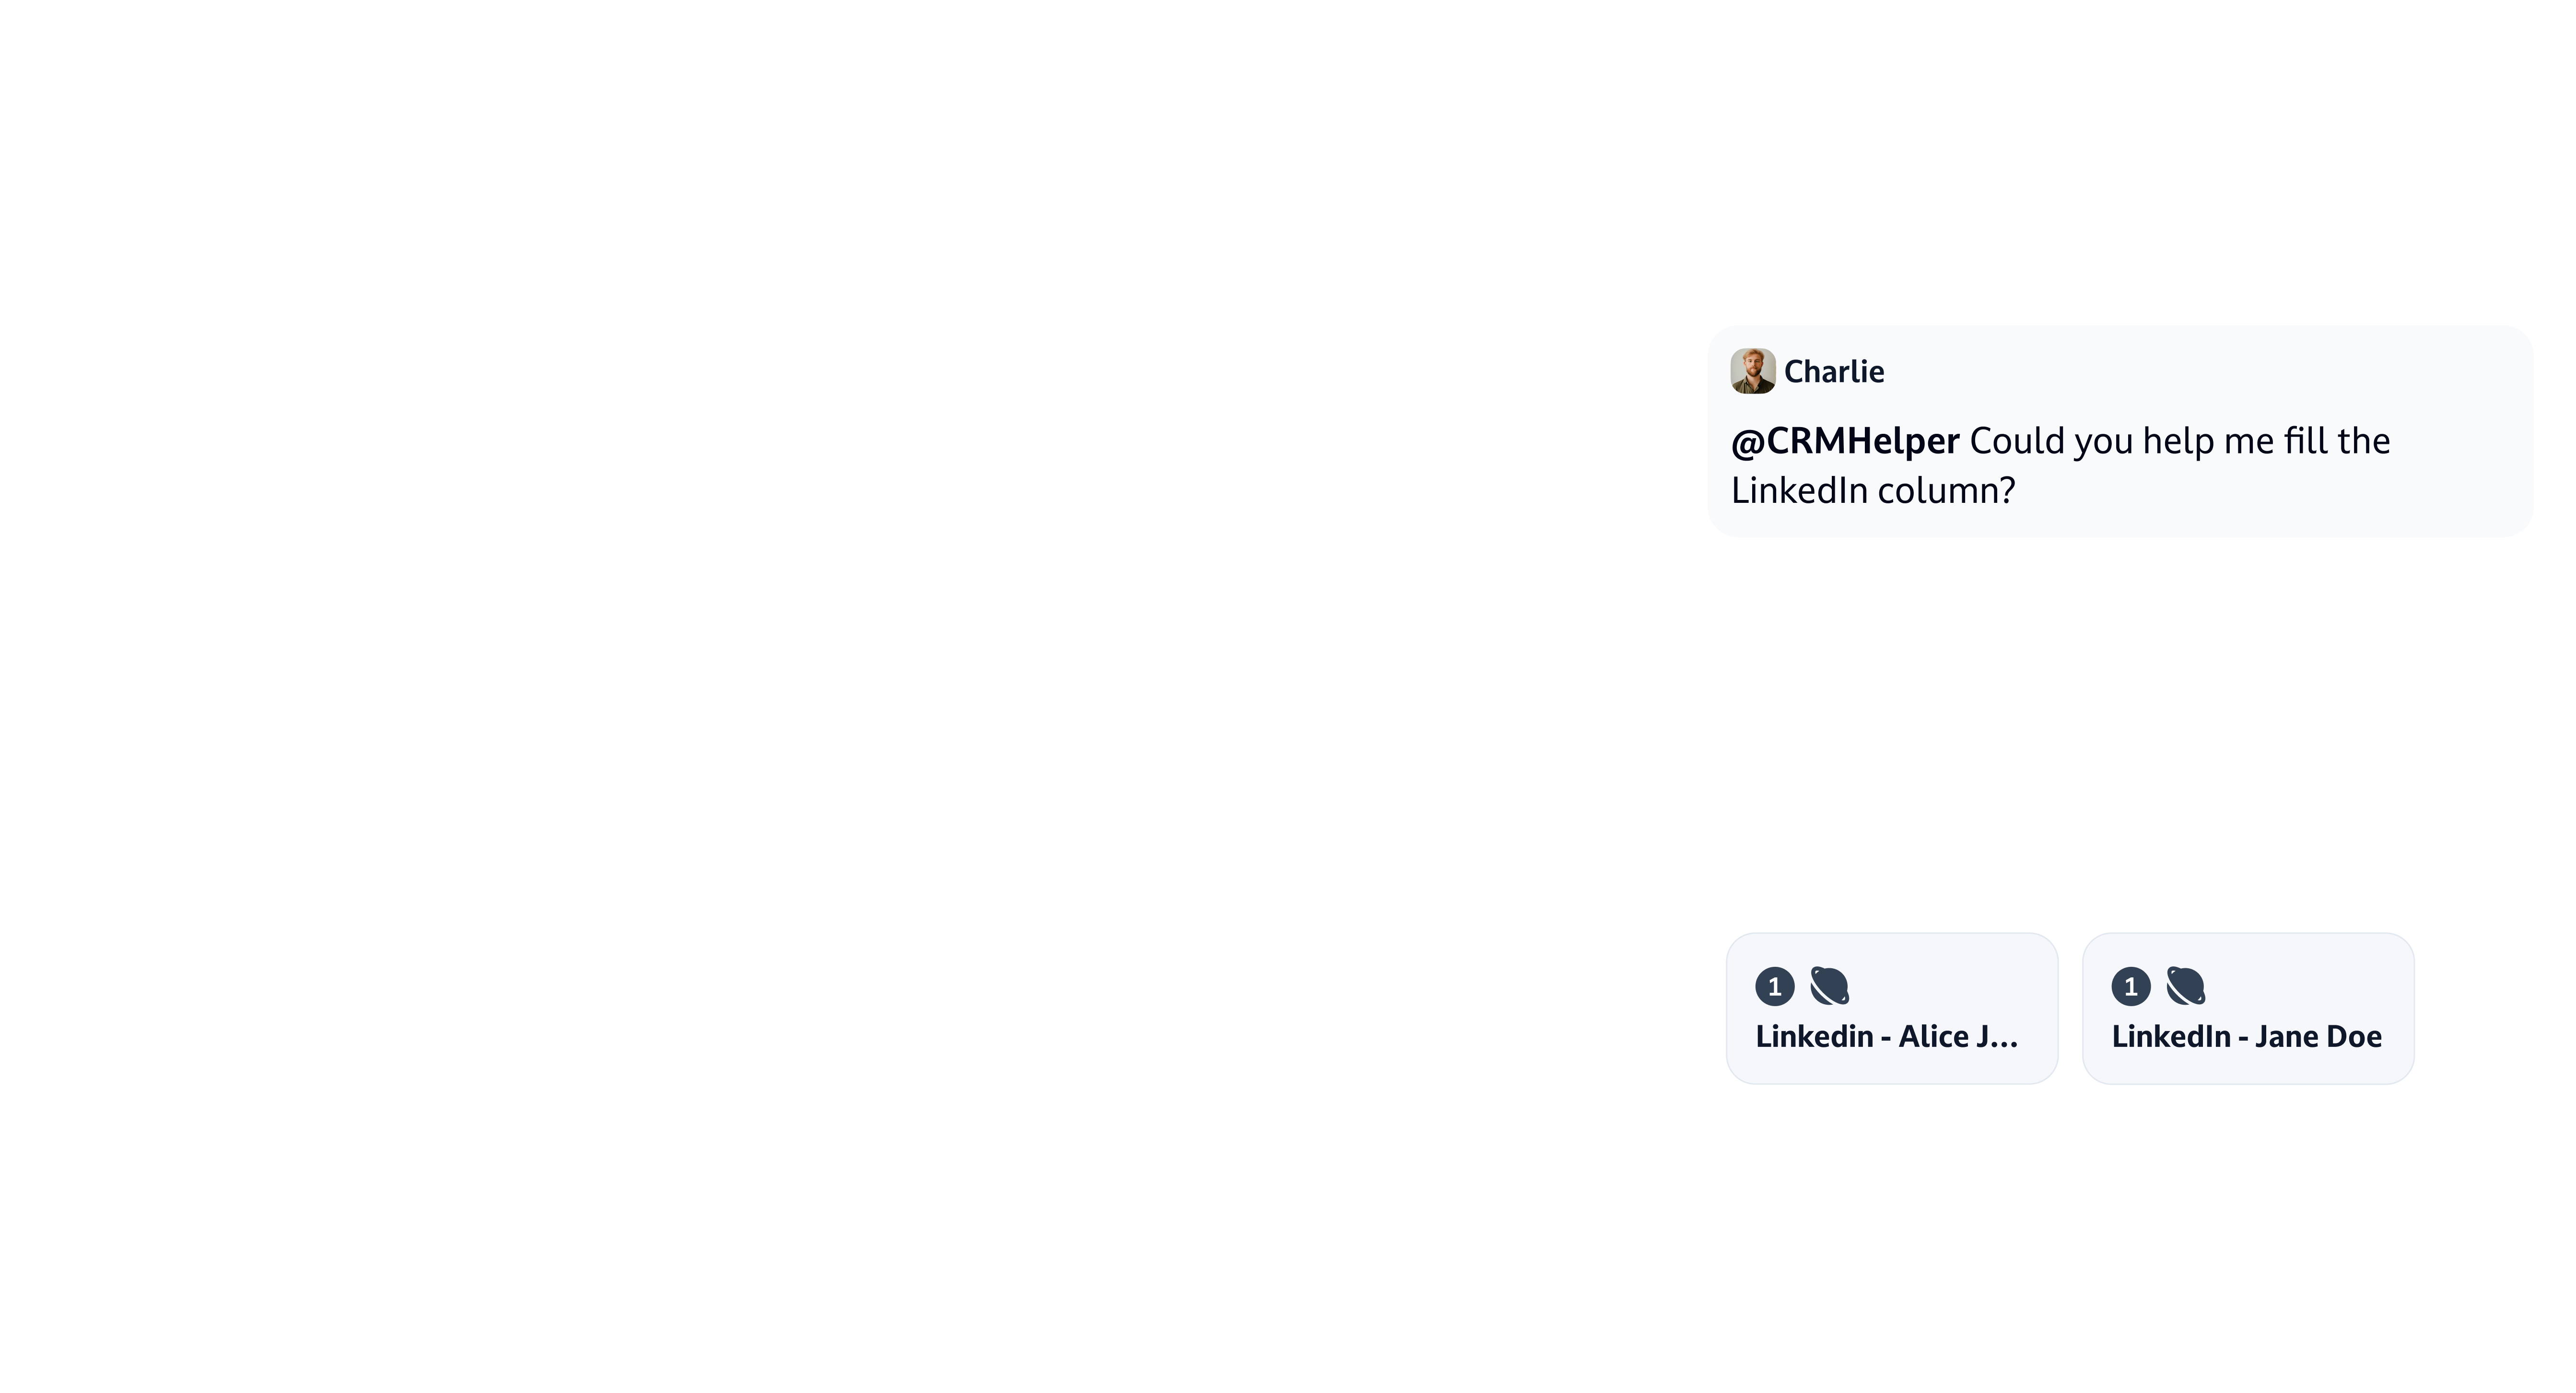 Charlie
@CRMHelper Could you help me fill the
LinkedIn column?
1
Linkedin - Alice J...
1
LinkedIn - Jane Doe